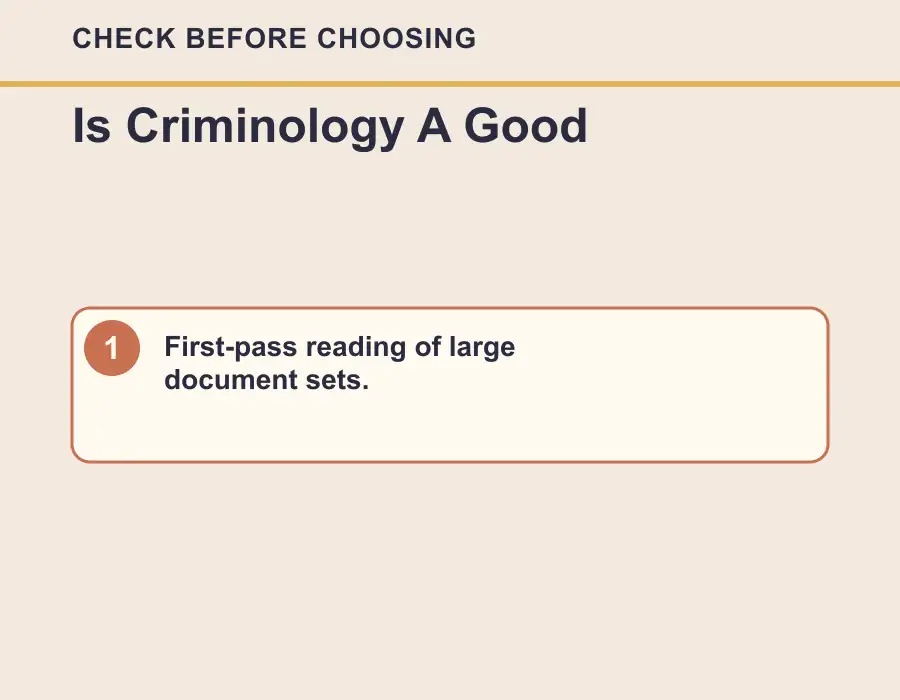 CHECK BEFORE CHOOSING
Is Criminology A Good
1
First-pass reading of large
document sets.